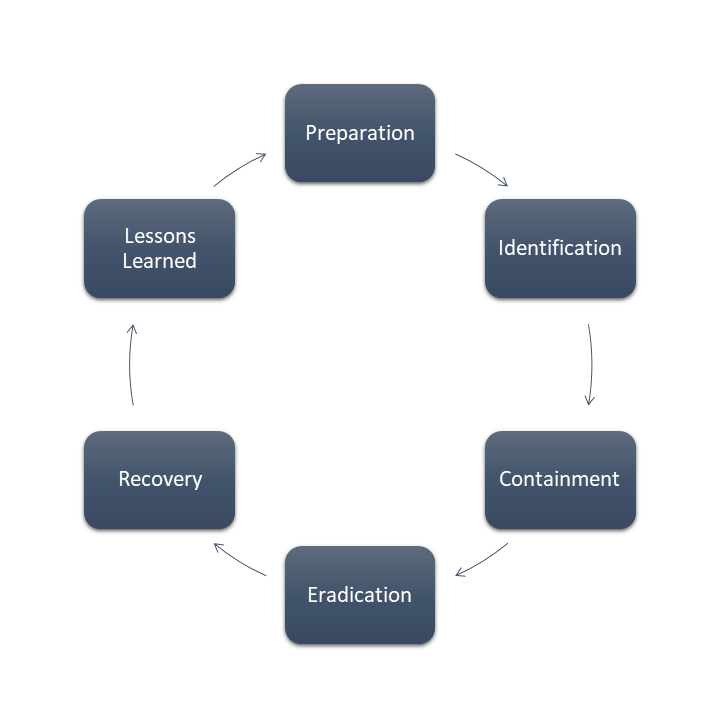 Preparation
Identification
Containment
Eradication
Recovery
Lessons
Learned